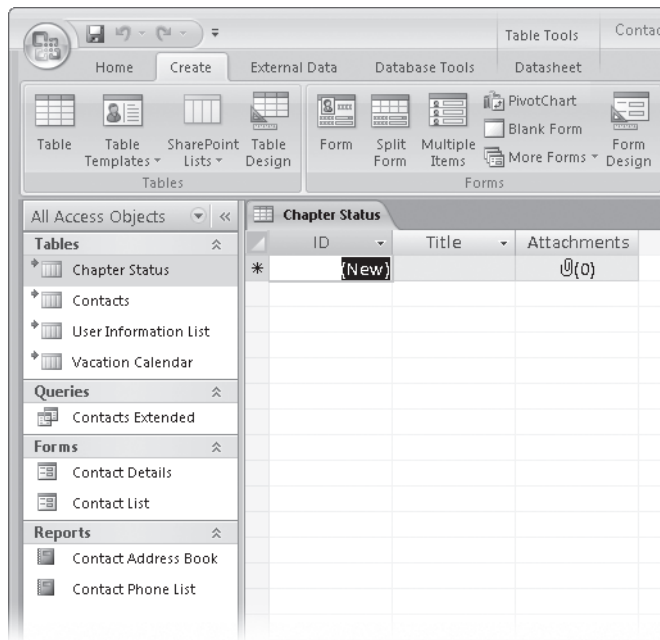 Table Tools
Contac
Home Create External Data Database Tools Datasheet
Table
Table Templates
SharePoint Lists
Table Design
Tables
Form
Split Form
Multiple Items
PivotChart
Blank Form
More Forms
Form Design
Forms
All Access Objects
Tables
Chapter Status
Contacts
User Information List
Vacation Calendar
Queries
Contacts Extended
Forms
Contact Details
Contact List
Reports
Contact Address Book
Contact Phone List
Chapter Status
ID Title Attachments
(New) (0)